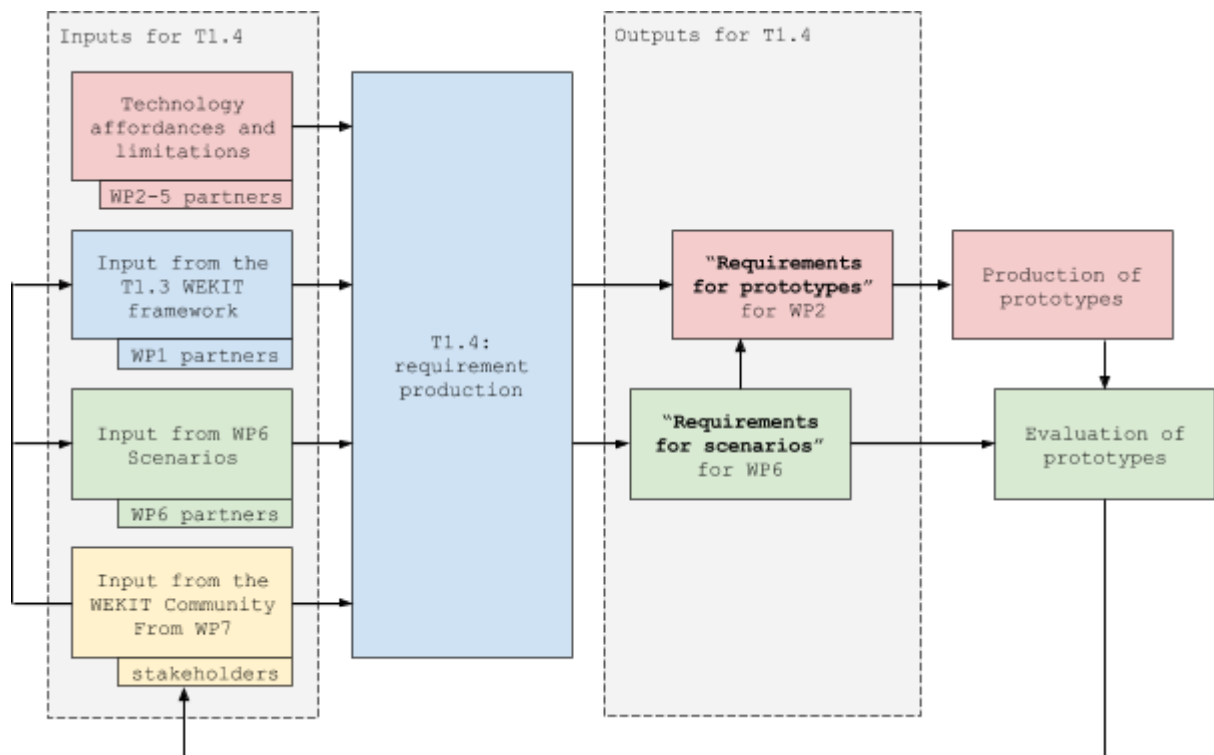 Inputs for T1.4
Technology
affordances and
limitations
WP2-5 partners
Input from the
T1.3 WEKIT
framework
WP1 partners
Input from WP6
Scenarios
WP6 partners
Input from the
WEKIT Community
From WP7
stakeholders
T1.4:
requirement
production
Outputs for T1.4
“Requirements
for prototypes”
for WP2
“Requirements
for scenarios”
for WP6
Production of
prototypes
Evaluation of
prototypes